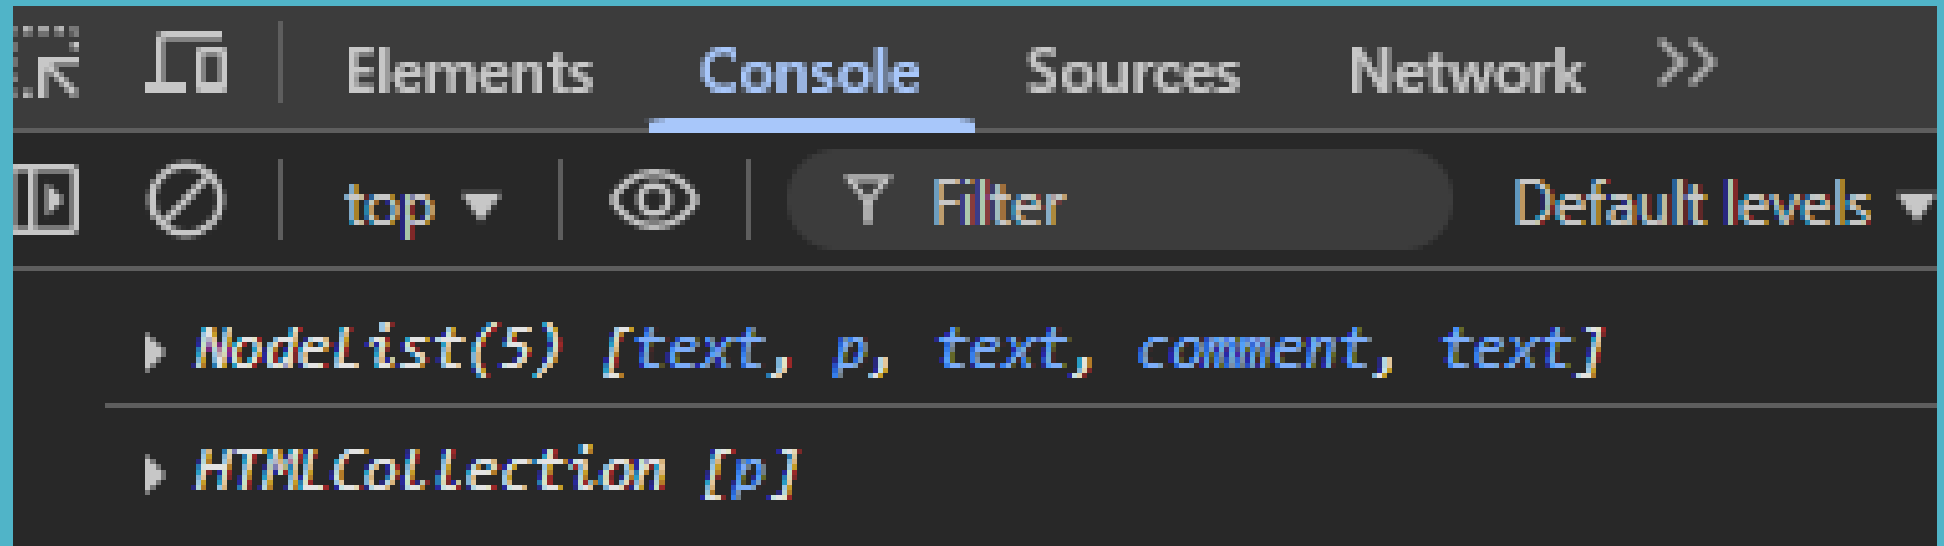 Elements Console Sources Network
top Filter Default levels
NodeList(5) [text, p, text, comment, text]
HTMLCollection [p]